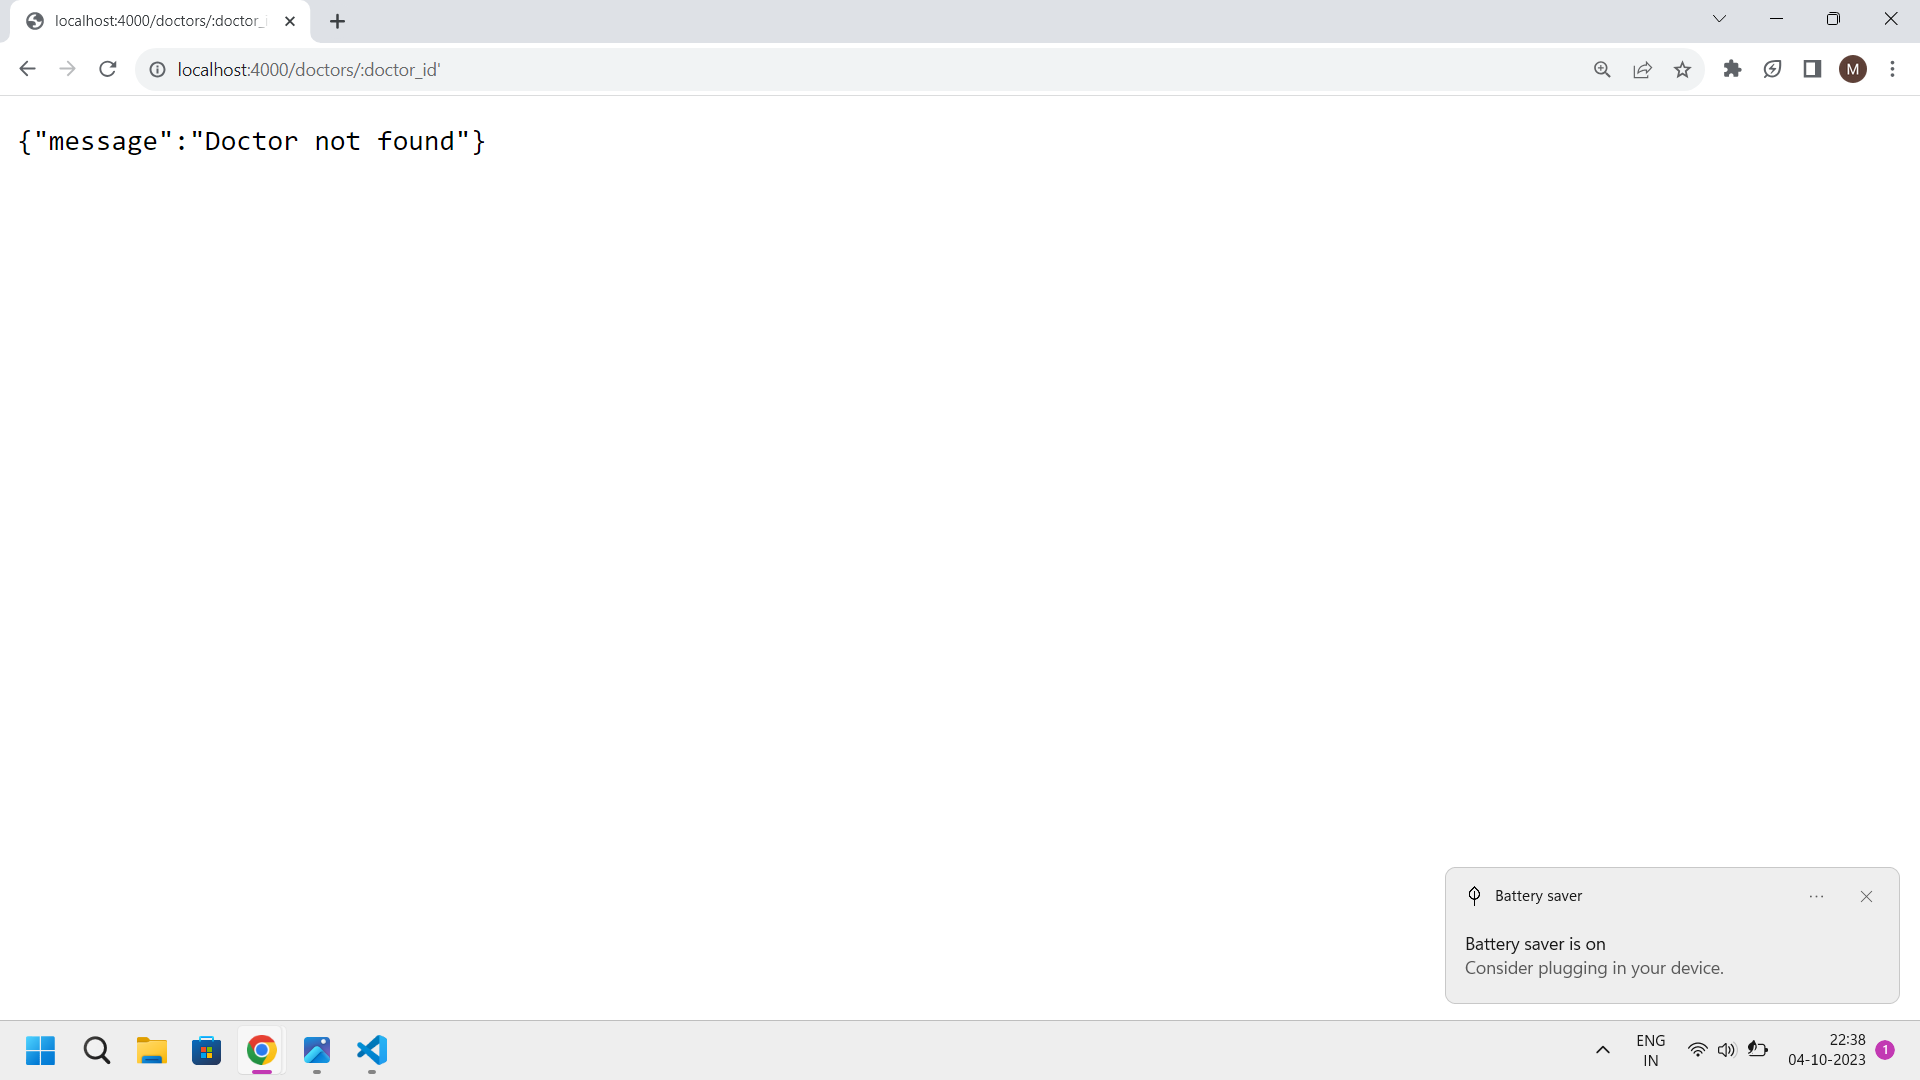 localhost:4000/doctors/:doctor_i
localhost:4000/doctors/:doctor_id'
M
{"message":"Doctor not found"}
Battery saver
Battery saver is on
Consider plugging in your device.
ENG
IN
22:38
04-10-2023
1